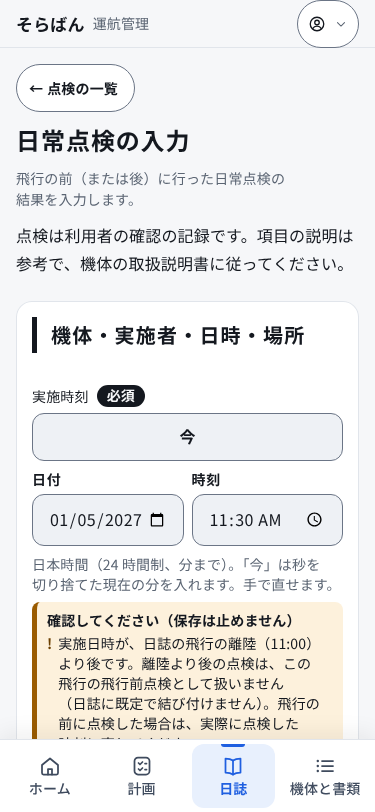 そらばん 運航管理
← 点検の一覧
日常点検の入力
飛行の前（または後）に行った日常点検の
結果を入力します。
点検は利用者の確認の記録です。項目の説明は
参考で、機体の取扱説明書に従ってください。
機体・実施者・日時・場所
実施時刻 必須
今
日付 時刻
01/05/2027 11:30 AM
日本時間（24 時間制、分まで）。「今」は秒を
切り捨てた現在の分を入れます。手で直せます。
確認してください（保存は止めません）
! 実施日時が、日誌の飛行の離陸（11:00）
より後です。離陸より後の点検は、この
飛行の飛行前点検として扱いません
（日誌に既定で結び付けません）。飛行の
前に点検した場合は、実際に点検した
ホーム 計画 日誌 機体と書類